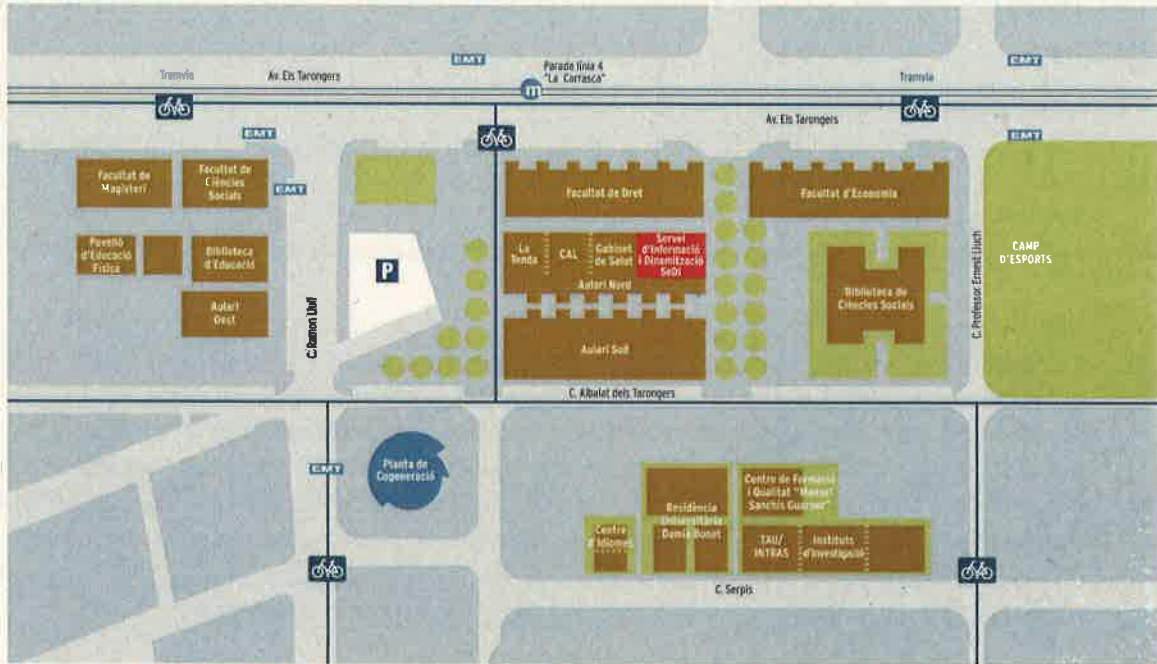 EMT
EMT
Parada línia 4
"La Carrasca"
Tramvia
Av. Els Tarongers
Tramvia
m
Av. Els Tarongers
EMT
EMT
EMT
Facultat de
Magisteri
Facultat de
Ciències
Socials
Facultat de Dret
Facultat d'Economia
Pavelló
d'Educació
Física
Biblioteca
d'Educació
Aulari
Oest
C. Ramon Llull
P
La
Tenda
CAL
Gabinet
de Salut
Servei
d'Informació
i Dinamització
SeDi
Aulari Nord
Aulari Sud
Biblioteca de
Ciències Socials
C. Professor Ernest Lluch
CAMP
D'ESPORTS
C. Albalat dels Tarongers
EMT
Planta de
Cogeneració
Centre
d'Idiomes
Residència
Universitària
Damià Bonet
Centre de Formació
i Qualitat "Manuel
Sanchis Guarner"
TAU/
INTRAS
Instituts
d'Investigació
C. Serpis